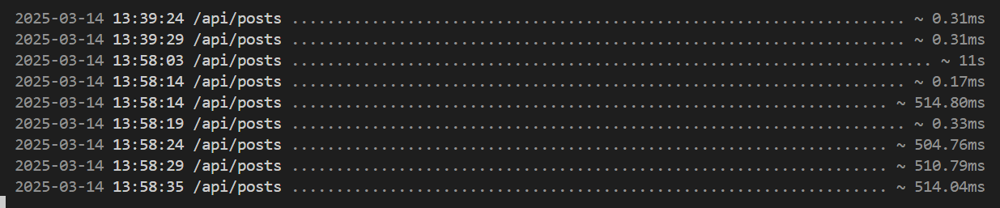 2025-03-14 13:39:24 /api/posts ..................................................................... ~ 0.31ms
2025-03-14 13:39:29 /api/posts ..................................................................... ~ 0.31ms
2025-03-14 13:58:03 /api/posts ........................................................................ ~ 11s
2025-03-14 13:58:14 /api/posts ..................................................................... ~ 0.17ms
2025-03-14 13:58:14 /api/posts ................................................................... ~ 514.80ms
2025-03-14 13:58:19 /api/posts ..................................................................... ~ 0.33ms
2025-03-14 13:58:24 /api/posts ................................................................... ~ 504.76ms
2025-03-14 13:58:29 /api/posts ................................................................... ~ 510.79ms
2025-03-14 13:58:35 /api/posts ................................................................... ~ 514.04ms